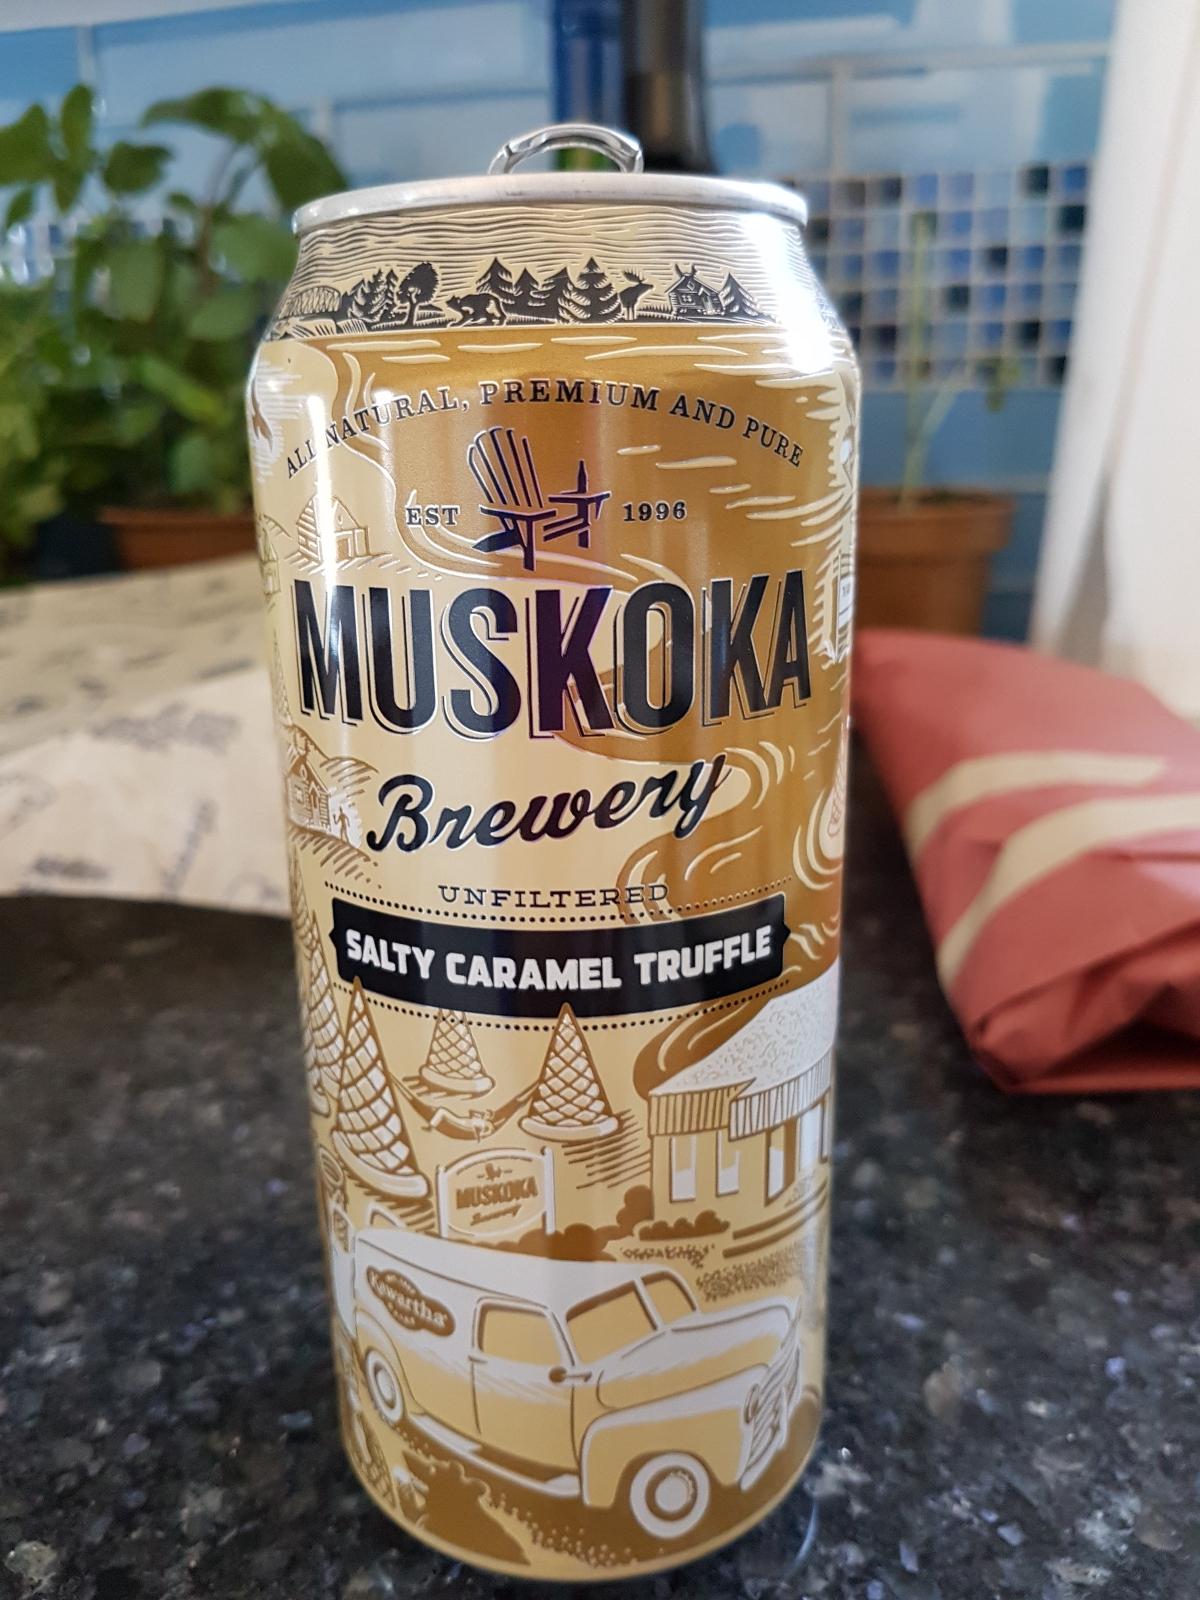 ALL NATURAL, PREMIUM AND PURE
EST 1996
MUSKOKA
Brewery
UNFILTERED
SALTY CARAMEL TRUFFLE
MUSKOKA
Brewery
Kawartha